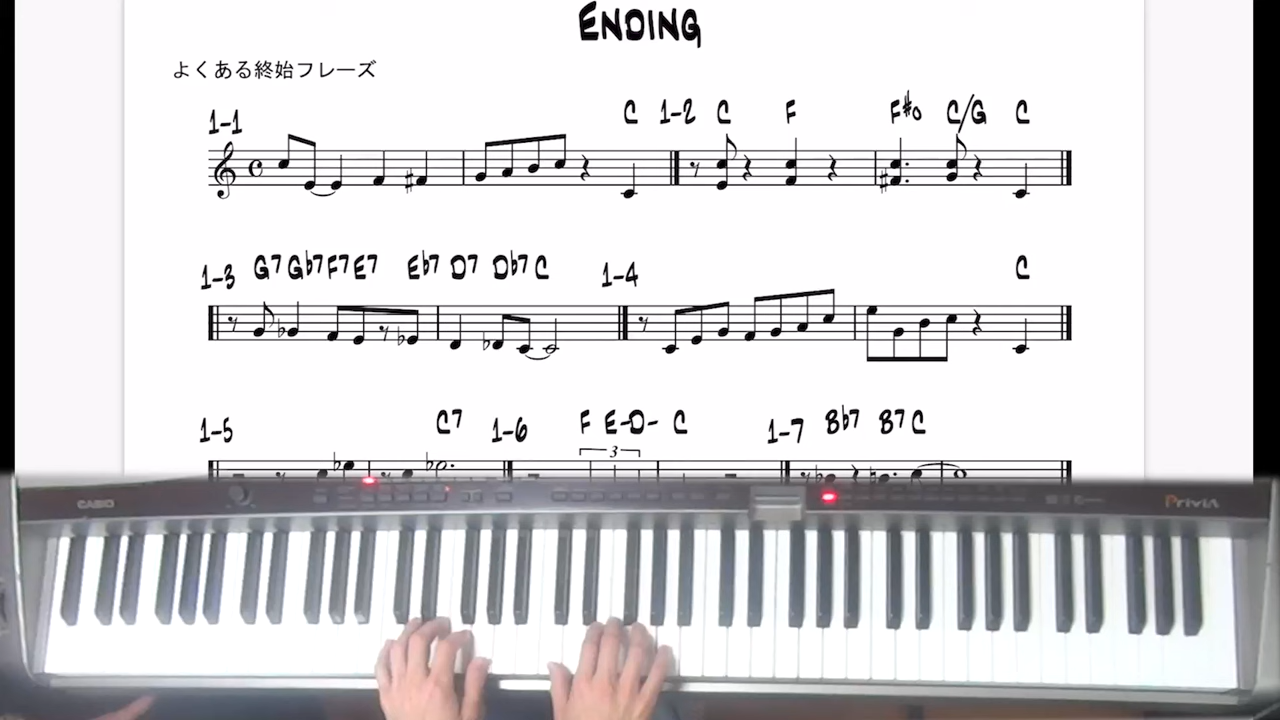 ENDING
よくある終始フレーズ
1-1 C 1-2 C F F#o C/G C
1-3 G7 Gb7 F7 E7 Eb7 D7 Db7 C 1-4 C
1-5 C7 1-6 F E-D- C 1-7 Bb7 B7 C
3
CASIO
PriviA